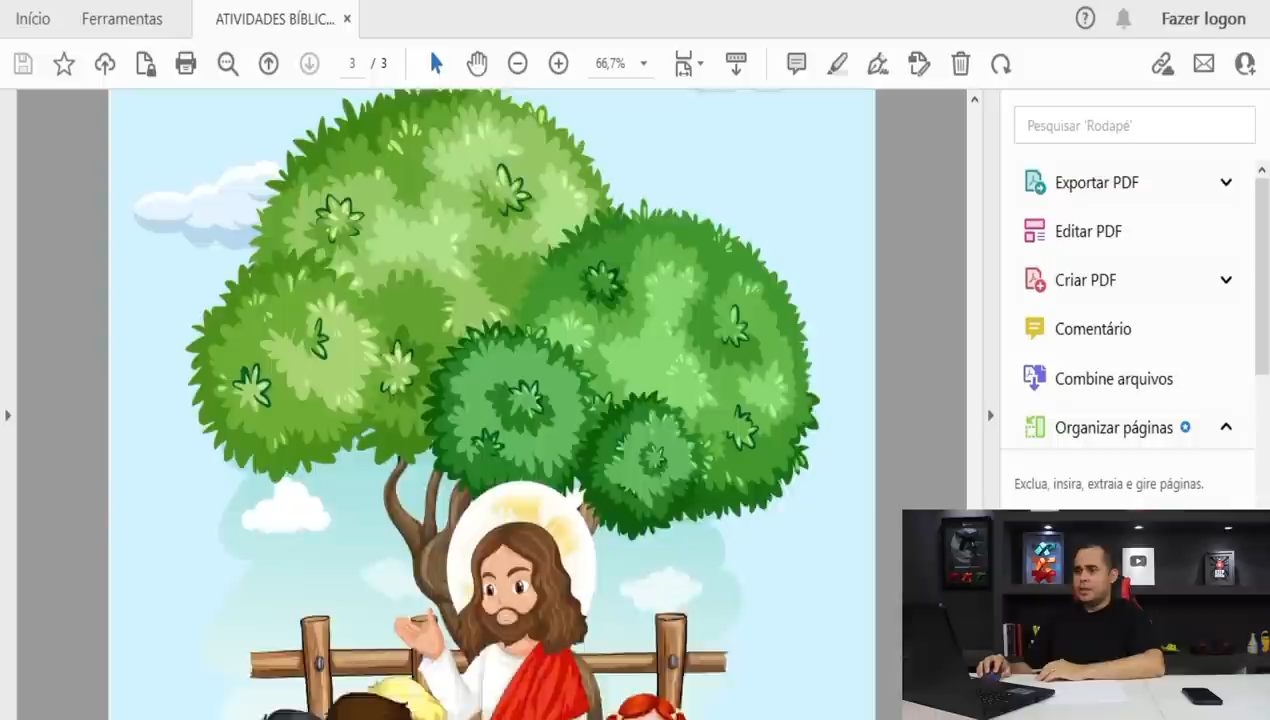 Início
Ferramentas
ATIVIDADES BÍBLIC...
Fazer logon
3 / 3
66,7%
Pesquisar 'Rodapé'
Exportar PDF
Editar PDF
Criar PDF
Comentário
Combine arquivos
Organizar páginas
Exclua, insira, extraia e gire páginas.